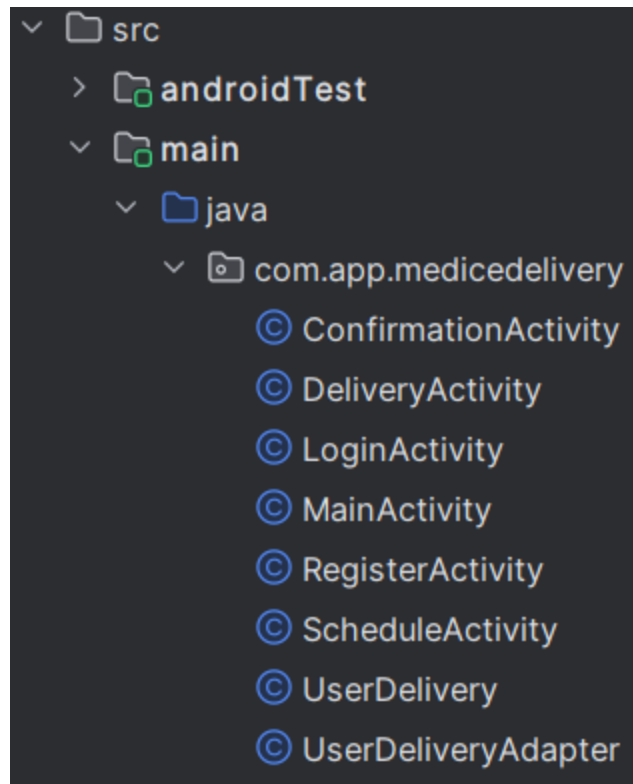 src
androidTest
main
java
com.app.medicedelivery
ConfirmationActivity
DeliveryActivity
LoginActivity
MainActivity
RegisterActivity
ScheduleActivity
UserDelivery
UserDeliveryAdapter